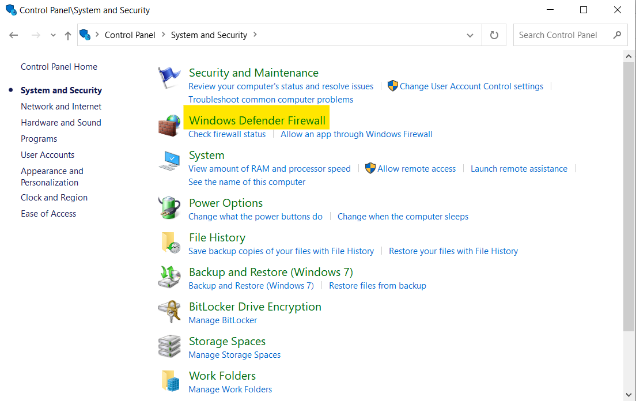 Control Panel\System and Security
Control Panel > System and Security >
Search Control Panel
Control Panel Home
System and Security
Network and Internet
Hardware and Sound
Programs
User Accounts
Appearance and
Personalization
Clock and Region
Ease of Access
Security and Maintenance
Review your computer's status and resolve issues | Change User Account Control settings |
Troubleshoot common computer problems
Windows Defender Firewall
Check firewall status | Allow an app through Windows Firewall
System
View amount of RAM and processor speed | Allow remote access | Launch remote assistance |
See the name of this computer
Power Options
Change what the power buttons do | Change when the computer sleeps
File History
Save backup copies of your files with File History | Restore your files with File History
Backup and Restore (Windows 7)
Backup and Restore (Windows 7) | Restore files from backup
BitLocker Drive Encryption
Manage BitLocker
Storage Spaces
Manage Storage Spaces
Work Folders
Manage Work Folders